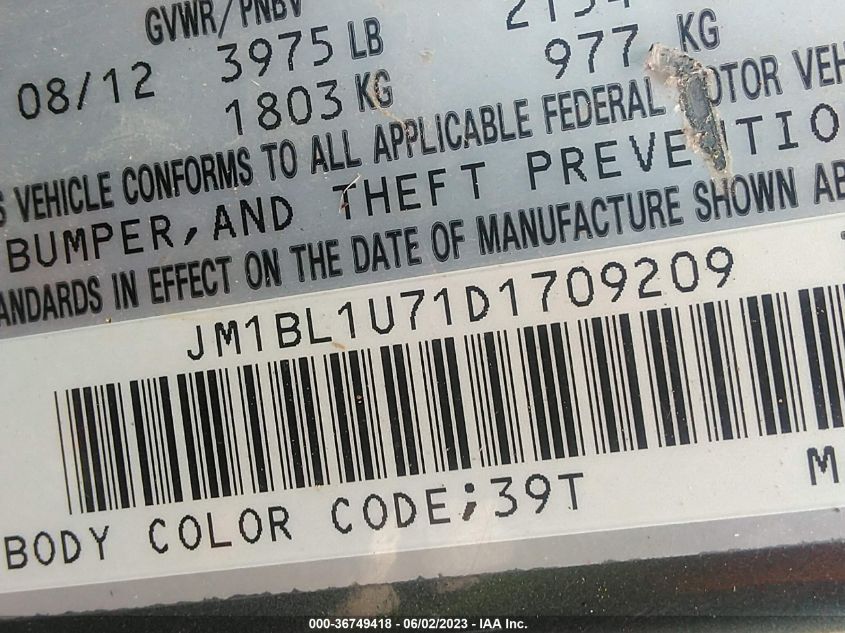 GVWR/PNBV
08/12 3975 LB
1803 KG 977 KG
VEHICLE CONFORMS TO ALL APPLICABLE FEDERAL MOTOR VEH
BUMPER, AND THEFT PREVENTIO
ANDARDS IN EFFECT ON THE DATE OF MANUFACTURE SHOWN AB
JM1BL1U71D1709209
BODY COLOR CODE;39T M
000-36749418 - 06/02/2023 - IAA Inc.